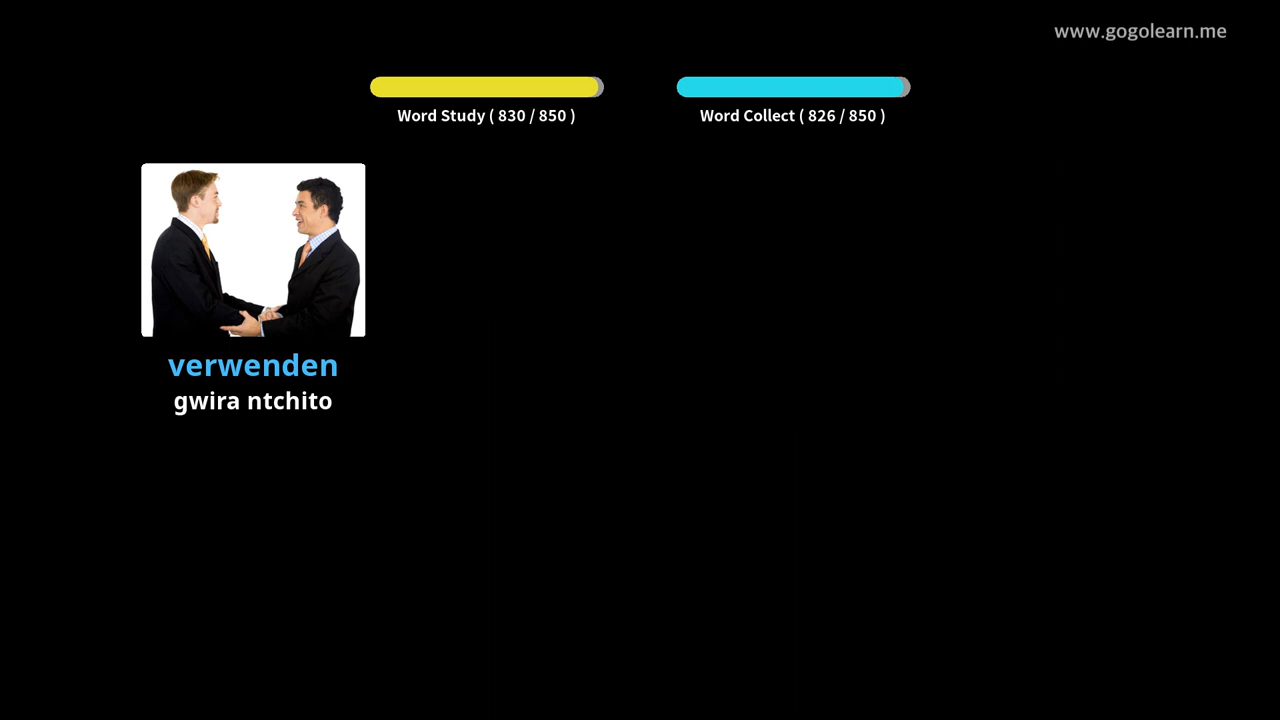 www.gogolearn.me
Word Study ( 830 / 850 )
Word Collect ( 826 / 850 )
verwenden
gwira ntchito